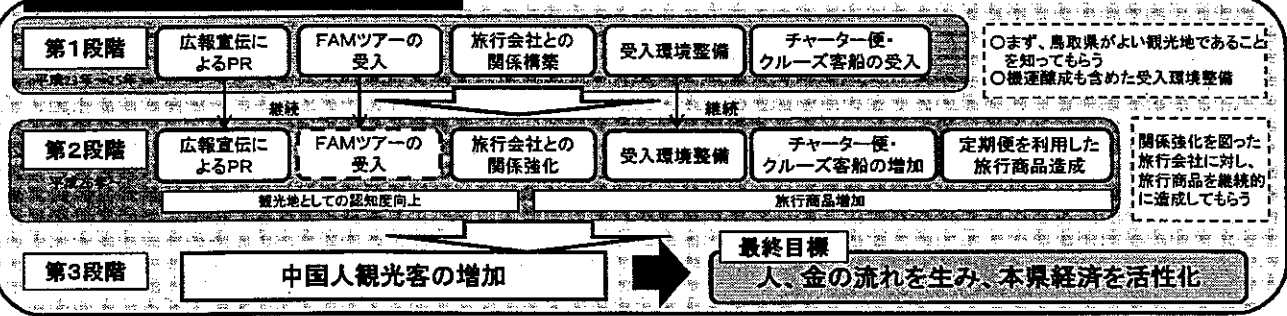 第1段階
平成23年～25年
広報宣伝に
よるPR
FAMツアーの
受入
旅行会社との
関係構築
受入環境整備
チャーター便・
クルーズ客船の受入
○まず、鳥取県がよい観光地であること
を知ってもらう
○機運醸成も含めた受入環境整備
継続
継続
第2段階
広報宣伝に
よるPR
FAMツアーの
受入
旅行会社との
関係強化
受入環境整備
チャーター便・
クルーズ客船の増加
定期便を利用した
旅行商品造成
関係強化を図った
旅行会社に対し、
旅行商品を継続的
に造成してもらう
観光地としての認知度向上
旅行商品増加
第3段階
中国人観光客の増加
最終目標
人、金の流れを生み、本県経済を活性化